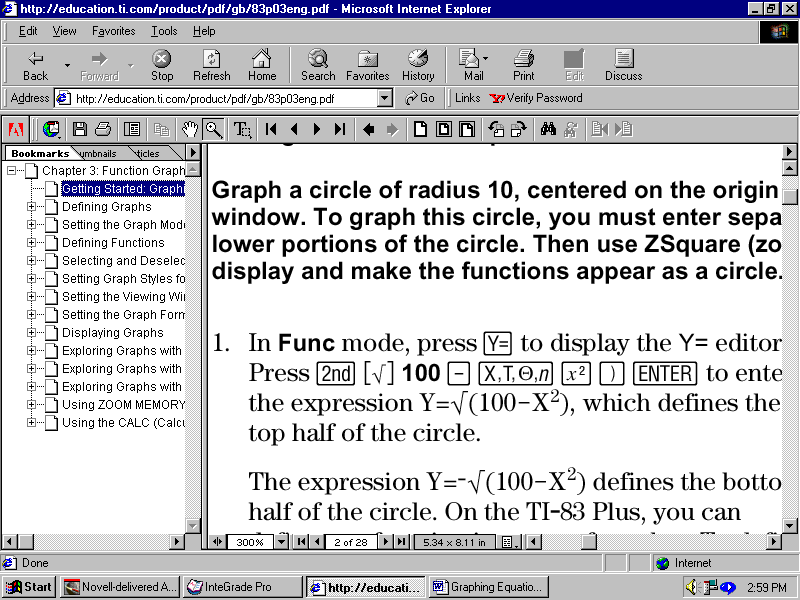 http://education.ti.com/product/pdf/gb/83p03eng.pdf - Microsoft Internet Explorer
Edit View Favorites Tools Help
Back Forward Stop Refresh Home Search Favorites History Mail Print Edit Discuss
Address http://education.ti.com/product/pdf/gb/83p03eng.pdf Go Links Verify Password
Bookmarks umbnails ticles
Chapter 3: Function Graph
Getting Started: Graphi
Defining Graphs
Setting the Graph Mode
Defining Functions
Selecting and Deselec
Setting Graph Styles fo
Setting the Viewing Wi
Setting the Graph Form
Displaying Graphs
Exploring Graphs with
Exploring Graphs with
Exploring Graphs with
Using ZOOM MEMORY
Using the CALC (Calcu
Graph a circle of radius 10, centered on the origin
window. To graph this circle, you must enter sepa
lower portions of the circle. Then use ZSquare (zo
display and make the functions appear as a circle.
1. In Func mode, press Y= to display the Y= editor
Press 2nd [√] 100 − X,T,Θ,n x² ) ENTER to ente
the expression Y=√(100−X²), which defines the
top half of the circle.
The expression Y=-√(100−X²) defines the botto
half of the circle. On the TI-83 Plus, you can
300% 2 of 28 5.34 x 8.11 in
Done Internet
Start Novell-delivered A... InteGrade Pro http://educati... Graphing Equatio... 2:59 PM